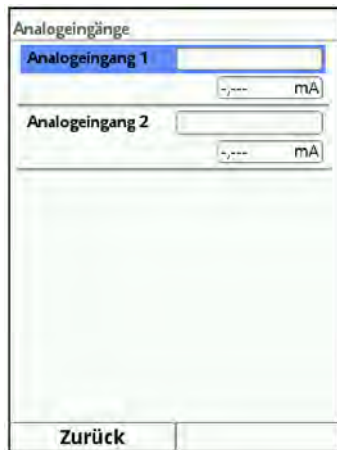 Analogeingänge
Analogeingang 1
-,--- mA
Analogeingang 2
-,--- mA
Zurück